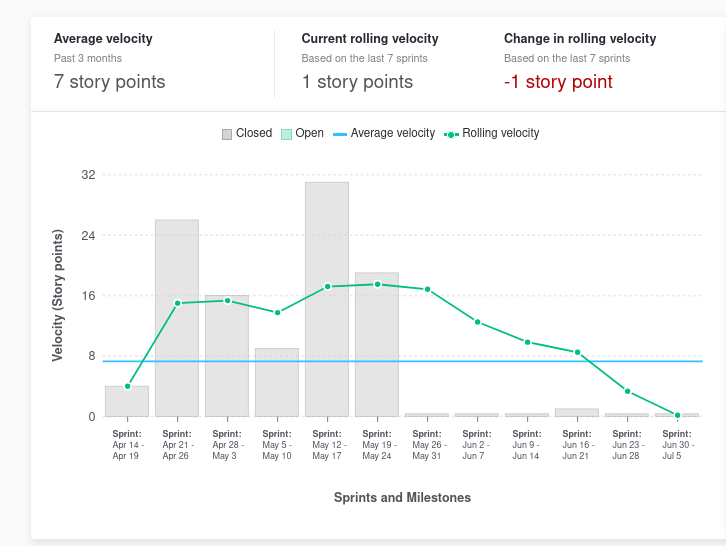 Average velocity
Past 3 months
7 story points
Current rolling velocity
Based on the last 7 sprints
1 story points
Change in rolling velocity
Based on the last 7 sprints
-1 story point
Closed Open Average velocity Rolling velocity
Velocity (Story points)
32
24
16
8
0
Sprint:
Apr 14 -
Apr 19
Sprint:
Apr 21 -
Apr 26
Sprint:
Apr 28 -
May 3
Sprint:
May 5 -
May 10
Sprint:
May 12 -
May 17
Sprint:
May 19 -
May 24
Sprint:
May 26 -
May 31
Sprint:
Jun 2 -
Jun 7
Sprint:
Jun 9 -
Jun 14
Sprint:
Jun 16 -
Jun 21
Sprint:
Jun 23 -
Jun 28
Sprint:
Jun 30 -
Jul 5
Sprints and Milestones